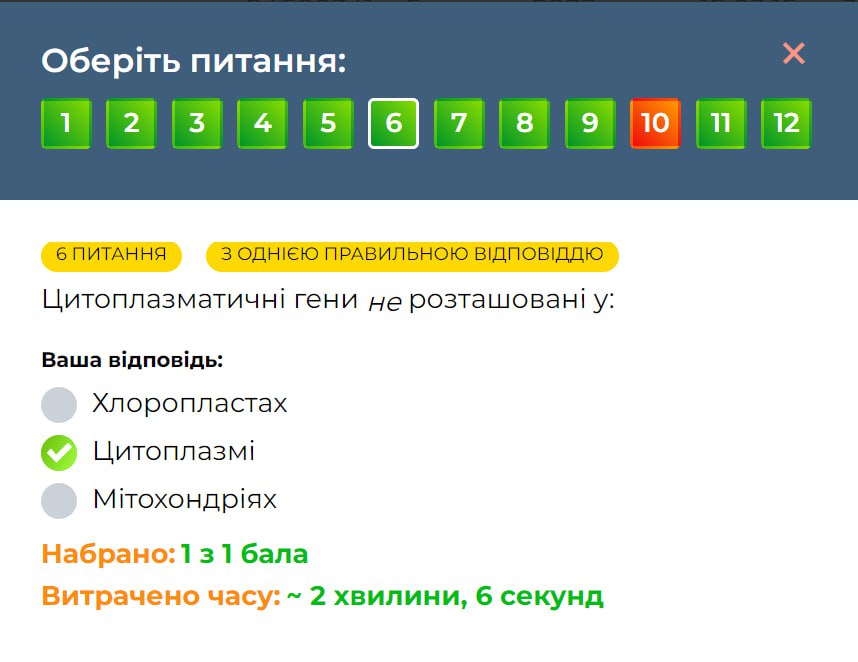 Оберіть питання:
1 2 3 4 5 6 7 8 9 10 11 12
6 ПИТАННЯ З ОДНІЄЮ ПРАВИЛЬНОЮ ВІДПОВІДДЮ
Цитоплазматичні гени не розташовані у:
Ваша відповідь:
Хлоропластах
Цитоплазмі
Мітохондріях
Набрано: 1 з 1 бала
Витрачено часу: ~ 2 хвилини, 6 секунд